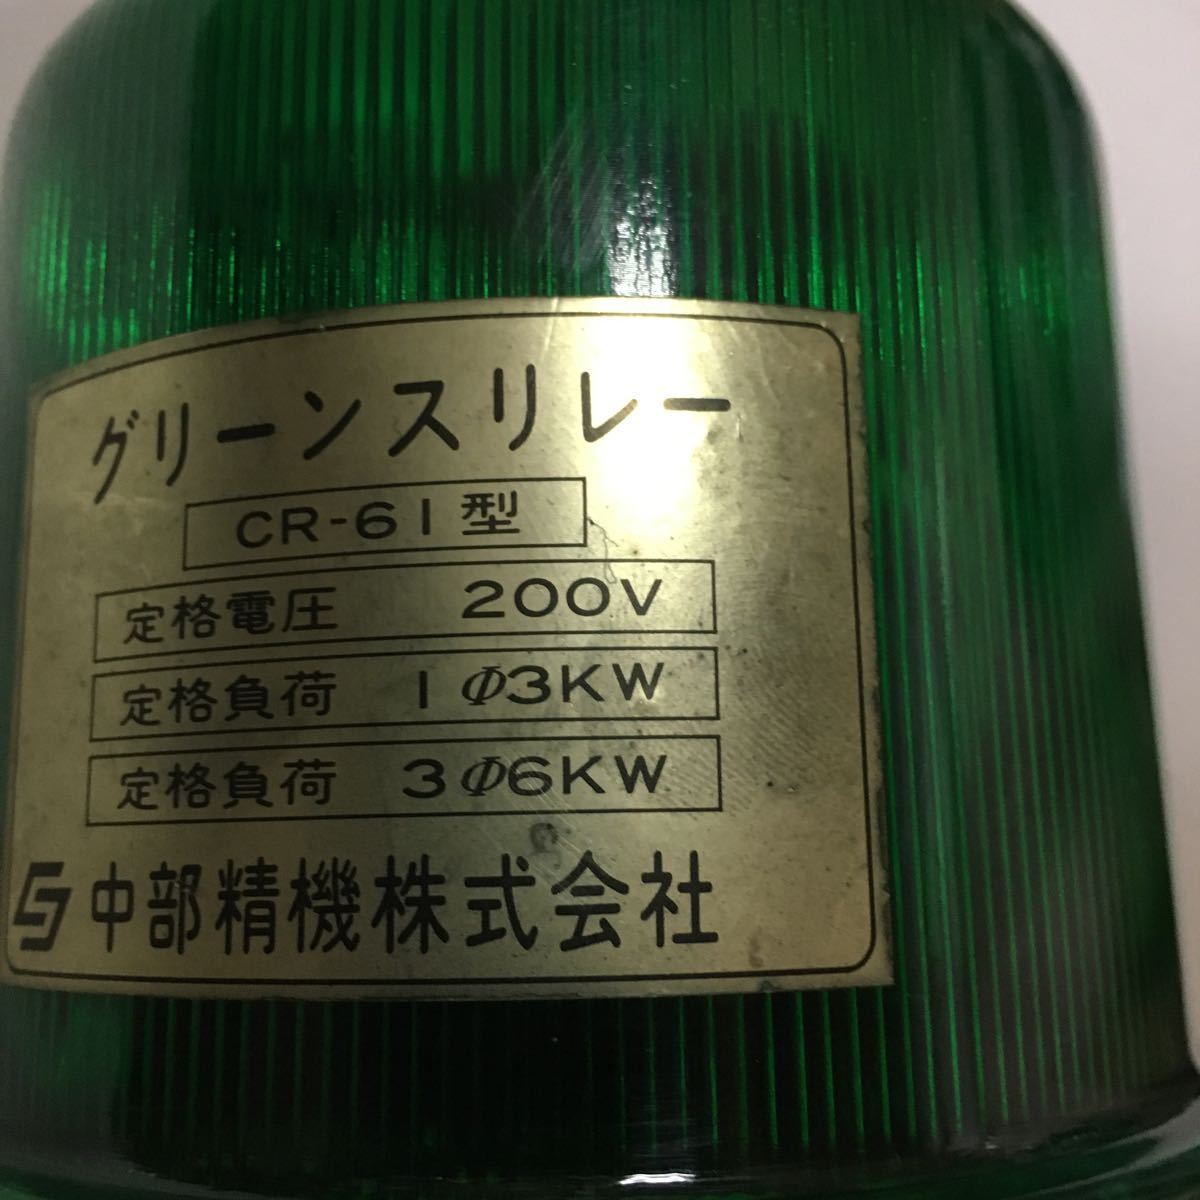 グリーンスリレー
CR-61型
定格電圧 200V
定格負荷 1Φ3KW
定格負荷 3Φ6KW
中部精機株式会社